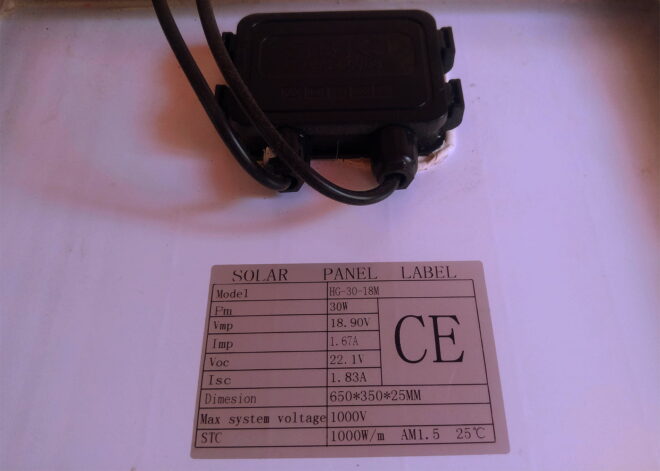 SOLAR PANEL LABEL
Model HG-30-18M
Pm 30W
Vmp 18.90V
Imp 1.67A
Voc 22.1V
Isc 1.83A
CE
Dimesion 650*350*25MM
Max system voltage 1000V
STC 1000W/m AM1.5 25℃